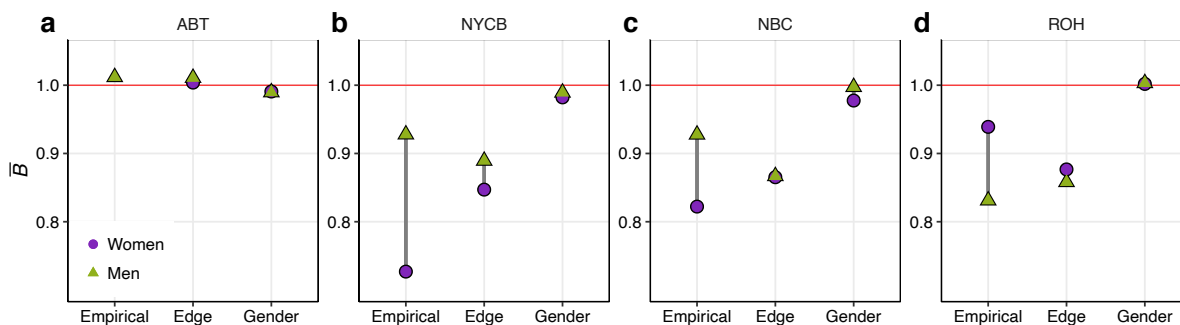 a ABT
b NYCB
c NBC
d ROH
B̅
1.0
0.9
0.8
Women
Men
Empirical Edge Gender
1.0
0.9
0.8
Empirical Edge Gender
1.0
0.9
0.8
Empirical Edge Gender
1.0
0.9
0.8
Empirical Edge Gender